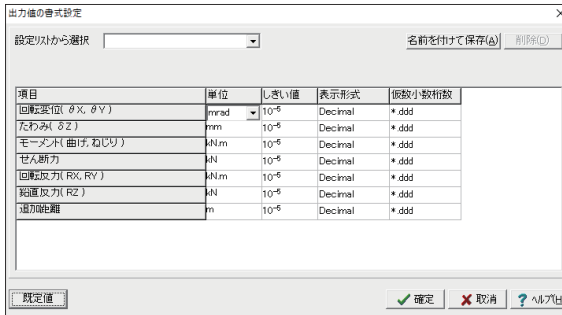 出力値の書式設定
設定リストから選択 名前を付けて保存(A) 削除(D)
項目 単位 しきい値 表示形式 仮数小数桁数
回転変位( θX, θY ) mrad 10⁻⁵ Decimal *.ddd
たわみ( δZ ) mm 10⁻⁵ Decimal *.ddd
モーメント( 曲げ, ねじり ) kN.m 10⁻⁵ Decimal *.ddd
せん断力 kN 10⁻⁵ Decimal *.ddd
回転反力( RX, RY ) kN.m 10⁻⁵ Decimal *.ddd
鉛直反力( RZ ) kN 10⁻⁵ Decimal *.ddd
追加距離 m 10⁻⁵ Decimal *.ddd
既定値 確定 取消 ? ヘルプ(H